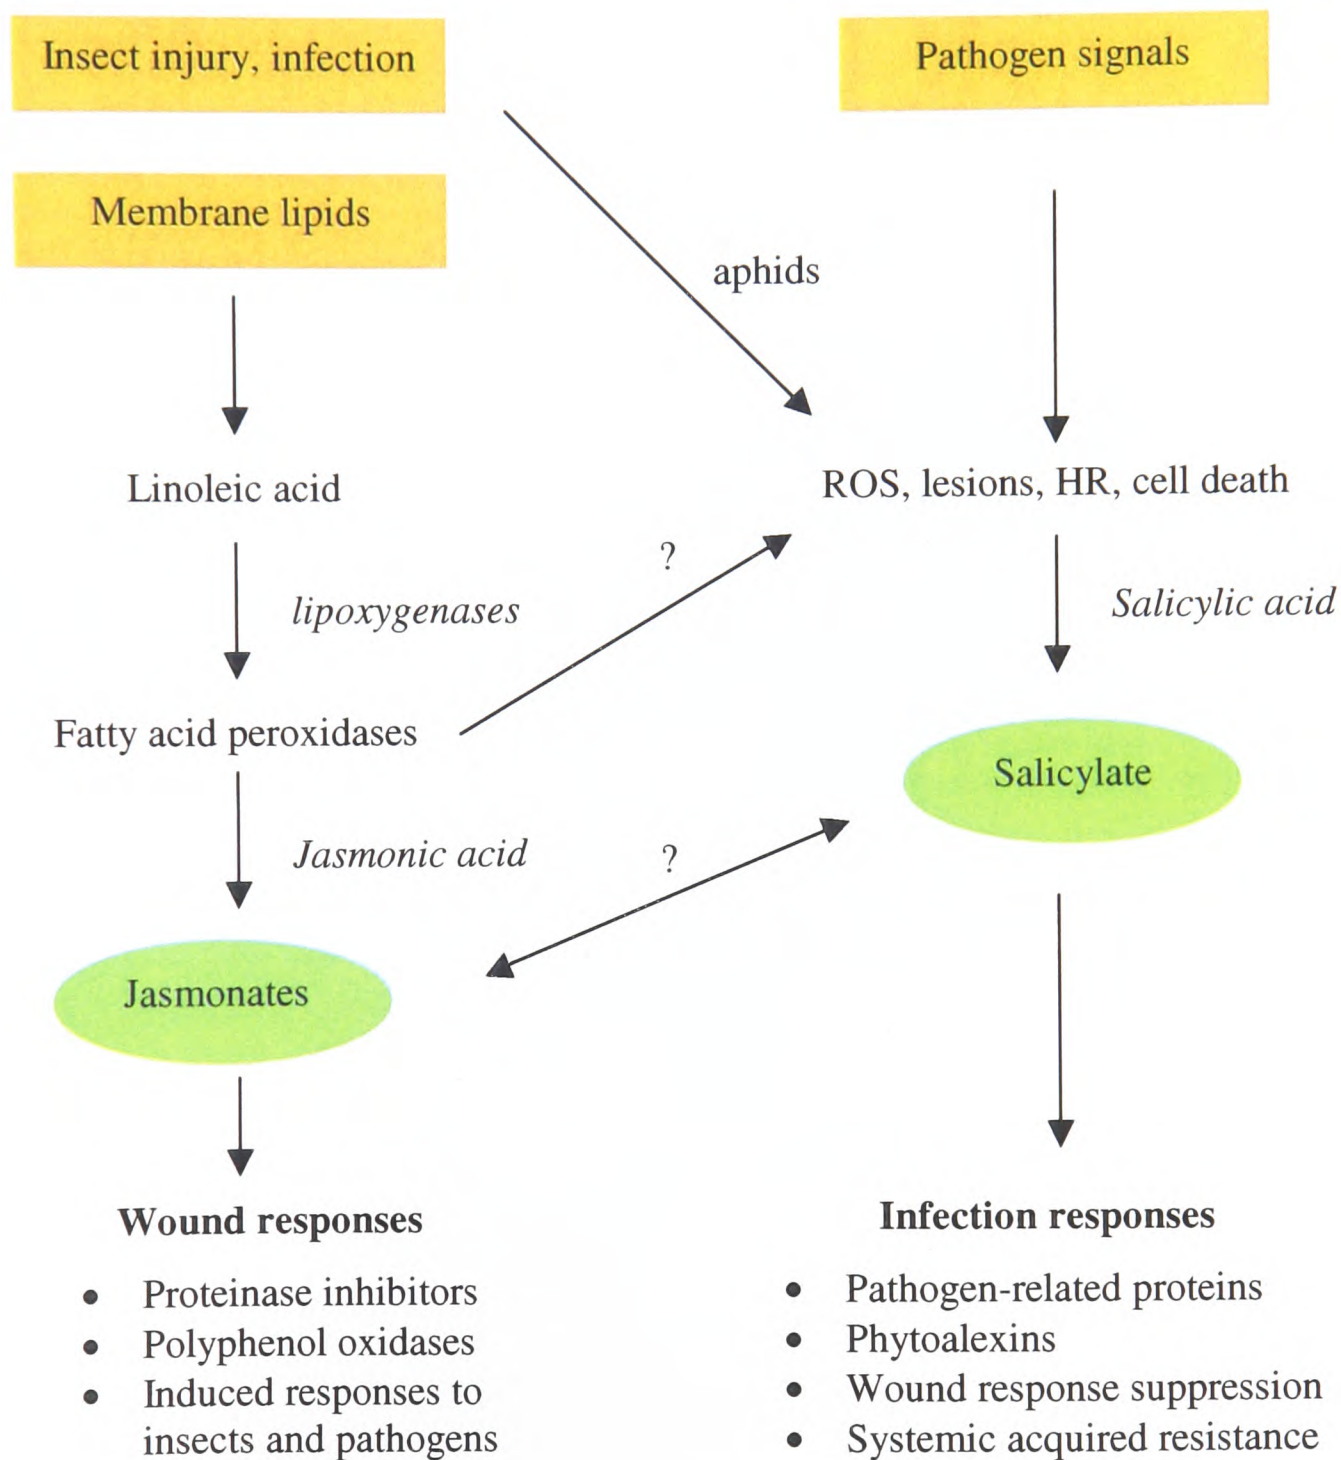 Insect injury, infection
Pathogen signals
Membrane lipids
aphids
Linoleic acid
ROS, lesions, HR, cell death
?
lipoxygenases
Salicylic acid
Fatty acid peroxidases
Salicylate
Jasmonic acid
?
Jasmonates
Wound responses
• Proteinase inhibitors
• Polyphenol oxidases
• Induced responses to
insects and pathogens
Infection responses
• Pathogen-related proteins
• Phytoalexins
• Wound response suppression
• Systemic acquired resistance